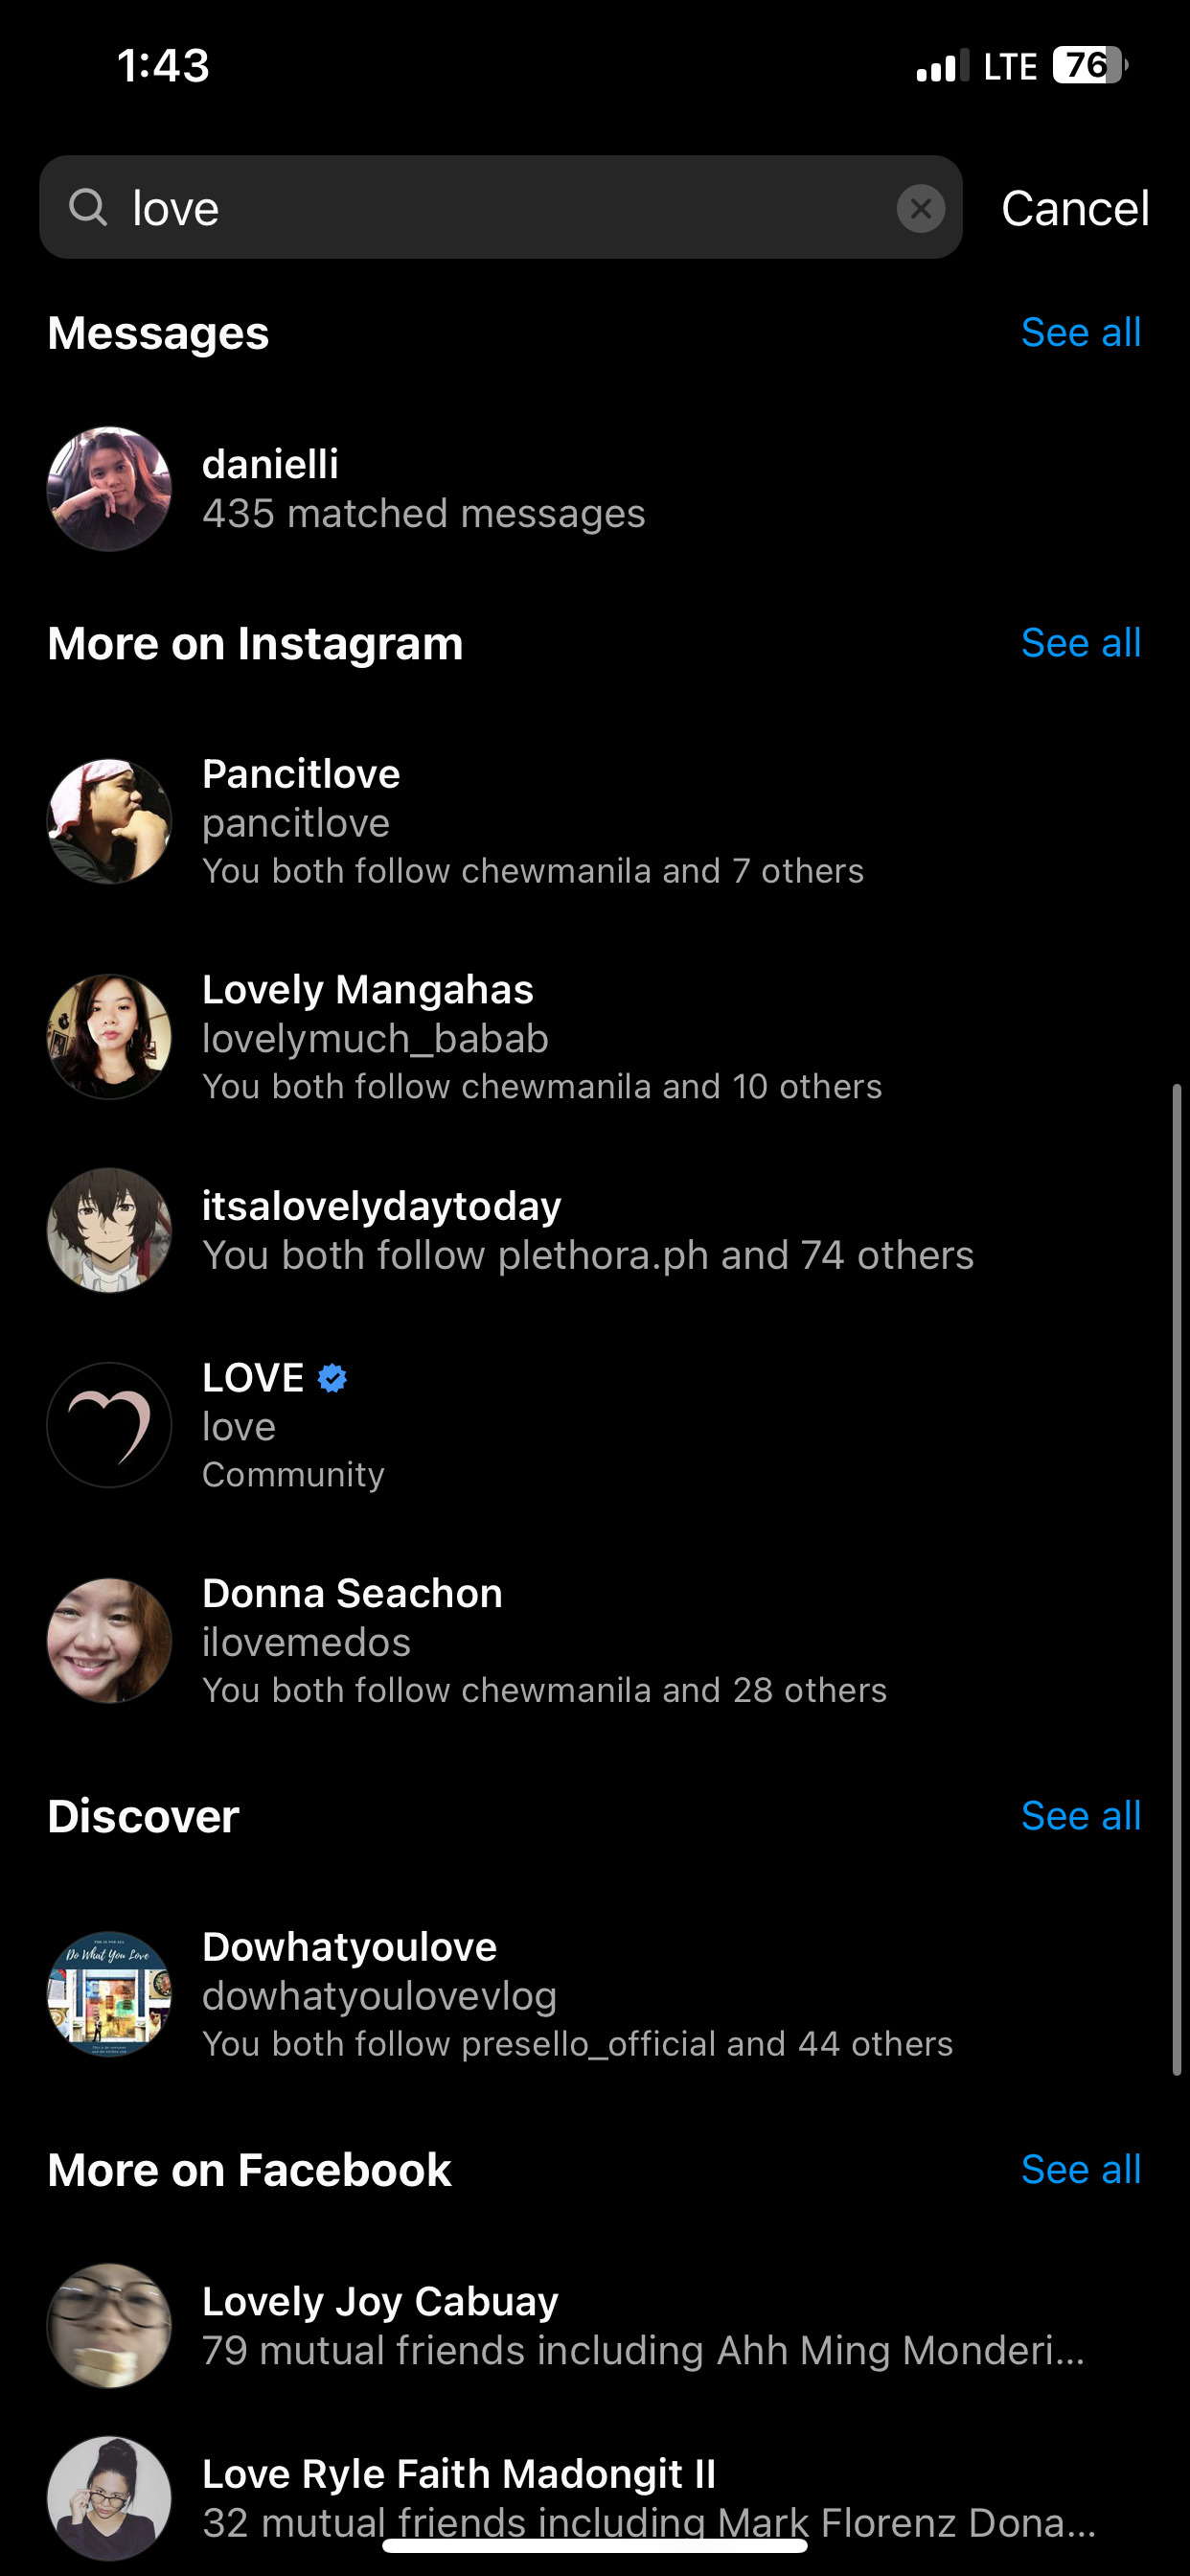 1:43
LTE 76
love
Cancel
Messages
See all
danielli
435 matched messages
More on Instagram
See all
Pancitlove
pancitlove
You both follow chewmanila and 7 others
Lovely Mangahas
lovelymuch_babab
You both follow chewmanila and 10 others
itsalovelydaytoday
You both follow plethora.ph and 74 others
LOVE
love
Community
Donna Seachon
ilovemedos
You both follow chewmanila and 28 others
Discover
See all
Do What You Love
Dowhatyoulove
dowhatyoulovevlog
You both follow presello_official and 44 others
More on Facebook
See all
Lovely Joy Cabuay
79 mutual friends including Ahh Ming Monderi...
Love Ryle Faith Madongit II
32 mutual friends including Mark Florenz Dona...